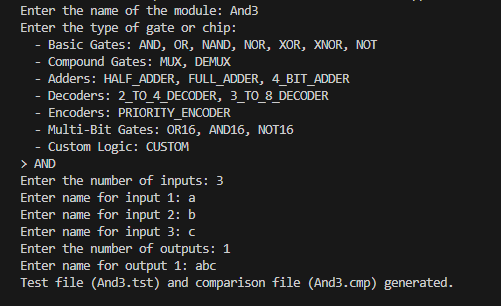 Enter the name of the module: And3
Enter the type of gate or chip:
  - Basic Gates: AND, OR, NAND, NOR, XOR, XNOR, NOT
  - Compound Gates: MUX, DEMUX
  - Adders: HALF_ADDER, FULL_ADDER, 4_BIT_ADDER
  - Decoders: 2_TO_4_DECODER, 3_TO_8_DECODER
  - Encoders: PRIORITY_ENCODER
  - Multi-Bit Gates: OR16, AND16, NOT16
  - Custom Logic: CUSTOM
> AND
Enter the number of inputs: 3
Enter name for input 1: a
Enter name for input 2: b
Enter name for input 3: c
Enter the number of outputs: 1
Enter name for output 1: abc
Test file (And3.tst) and comparison file (And3.cmp) generated.